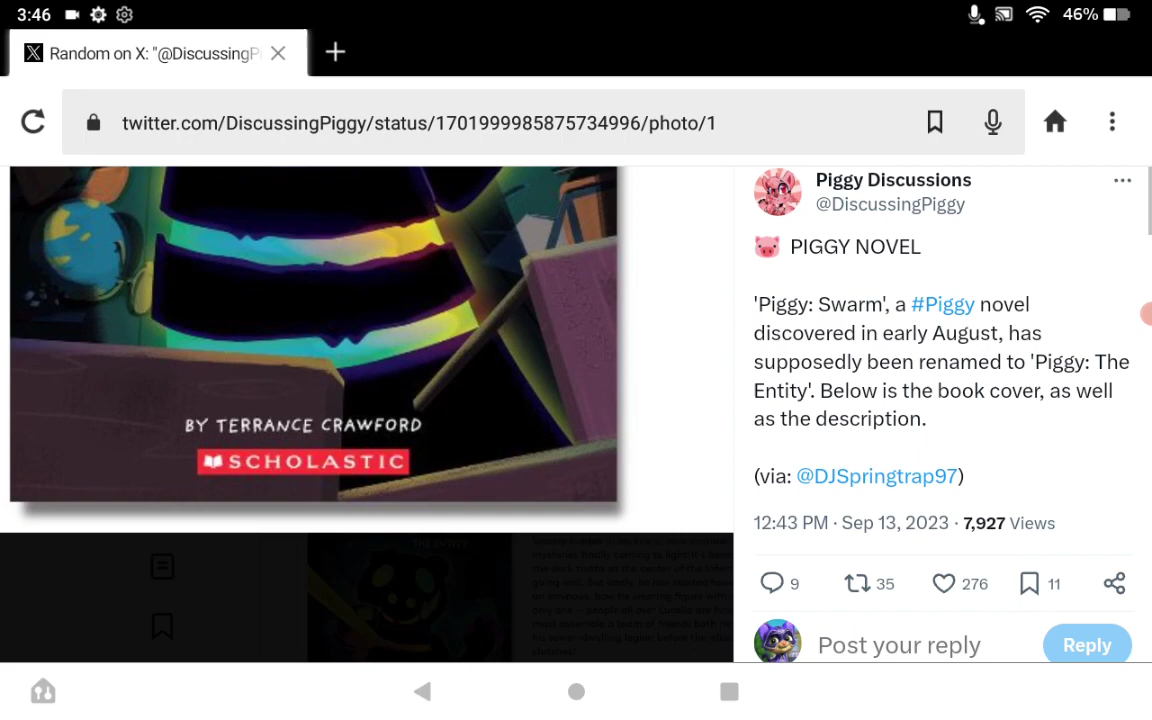 3:46
46%
Random on X: "@DiscussingP
twitter.com/DiscussingPiggy/status/1701999985875734996/photo/1
BY TERRANCE CRAWFORD
SCHOLASTIC
Piggy Discussions
@DiscussingPiggy
🐷 PIGGY NOVEL
'Piggy: Swarm', a #Piggy novel
discovered in early August, has
supposedly been renamed to 'Piggy: The
Entity'. Below is the book cover, as well
as the description.
(via: @DJSpringtrap97)
12:43 PM · Sep 13, 2023 · 7,927 Views
9 35 276 11
Post your reply
Reply